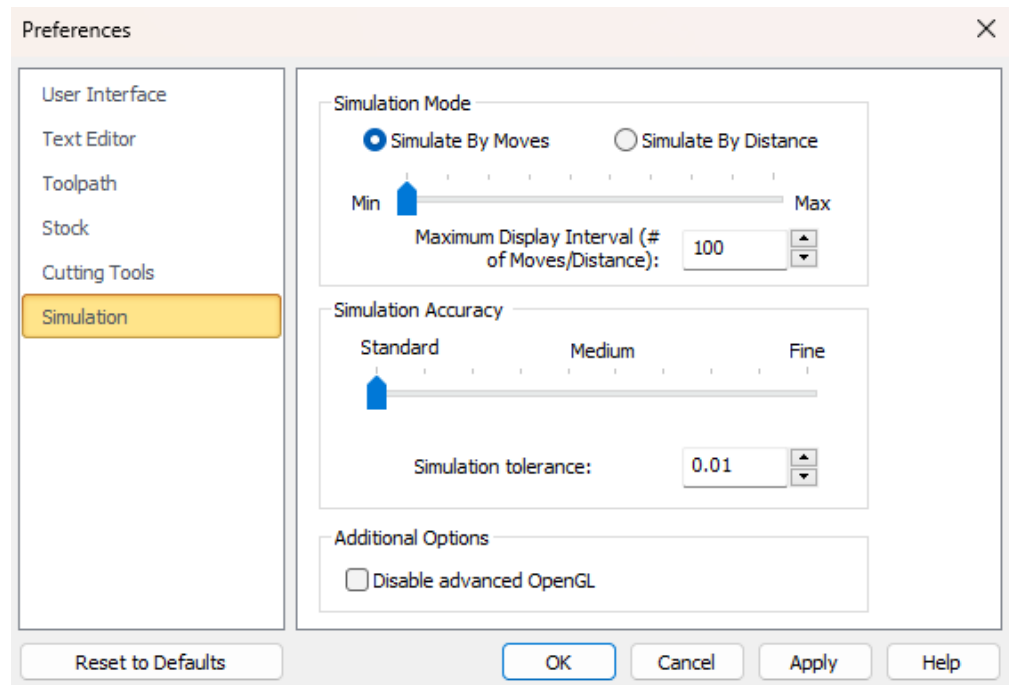 Preferences
User Interface
Text Editor
Toolpath
Stock
Cutting Tools
Simulation
Simulation Mode
Simulate By Moves
Simulate By Distance
Min
Max
Maximum Display Interval (#
of Moves/Distance):
100
Simulation Accuracy
Standard
Medium
Fine
Simulation tolerance:
0.01
Additional Options
Disable advanced OpenGL
Reset to Defaults
OK
Cancel
Apply
Help